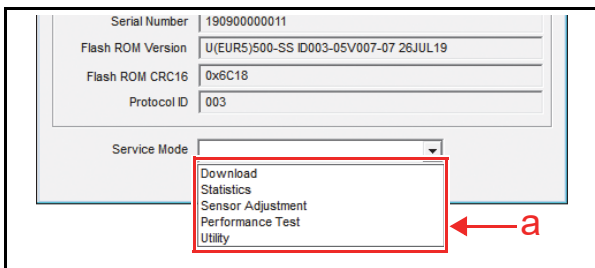 Serial Number 190900000011
Flash ROM Version U(EUR5)500-SS ID003-05V007-07 26JUL19
Flash ROM CRC16 0x6C18
Protocol ID 003
Service Mode
Download
Statistics
Sensor Adjustment
Performance Test
Utility
a